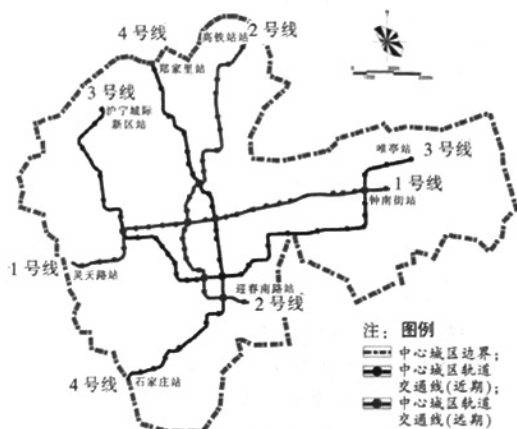 4号线
郑家里站
高铁站站
2号线
3号线
沪宁城际
新区站
唯亭站
3号线
1号线
钟南街站
1号线
灵天路站
迎春南路站
2号线
4号线
石家庄站
注：图例
中心城区边界；
中心城区轨道
交通线(近期)；
中心城区轨道
交通线(远期)